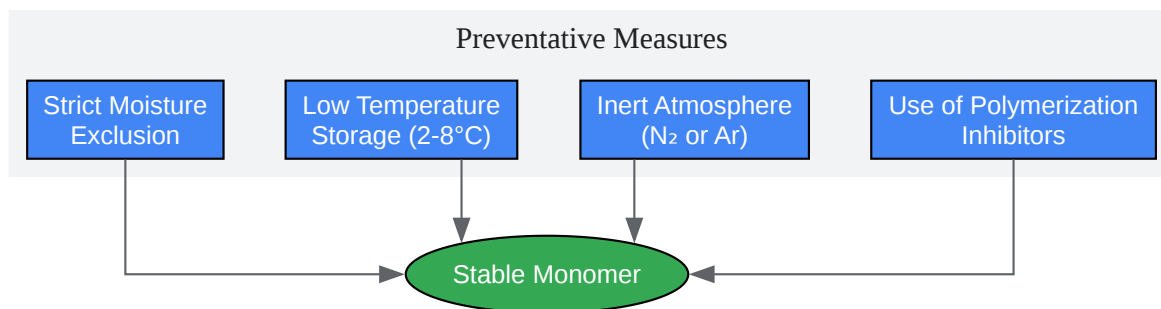 Preventative Measures
Strict Moisture
Exclusion
Low Temperature
Storage (2-8°C)
Inert Atmosphere
(N₂ or Ar)
Use of Polymerization
Inhibitors
Stable Monomer